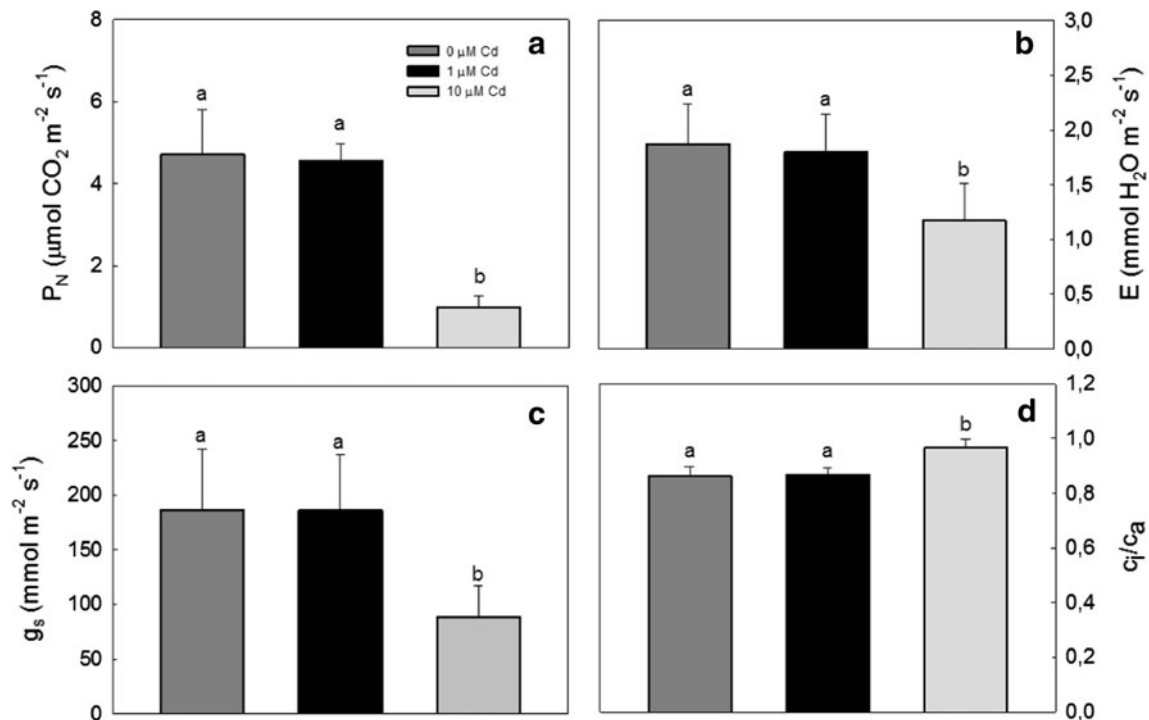 a
8
6
4
2
0
P_N (μmol CO₂ m⁻² s⁻¹)
0 μM Cd
1 μM Cd
10 μM Cd
a
a
b
b
3,0
2,5
2,0
1,5
1,0
0,5
0,0
E (mmol H₂O m⁻² s⁻¹)
a
a
b
c
300
250
200
150
100
50
0
g_s (mmol m⁻² s⁻¹)
a
a
b
d
1,2
1,0
0,8
0,6
0,4
0,2
0,0
c_i/c_a
a
a
b